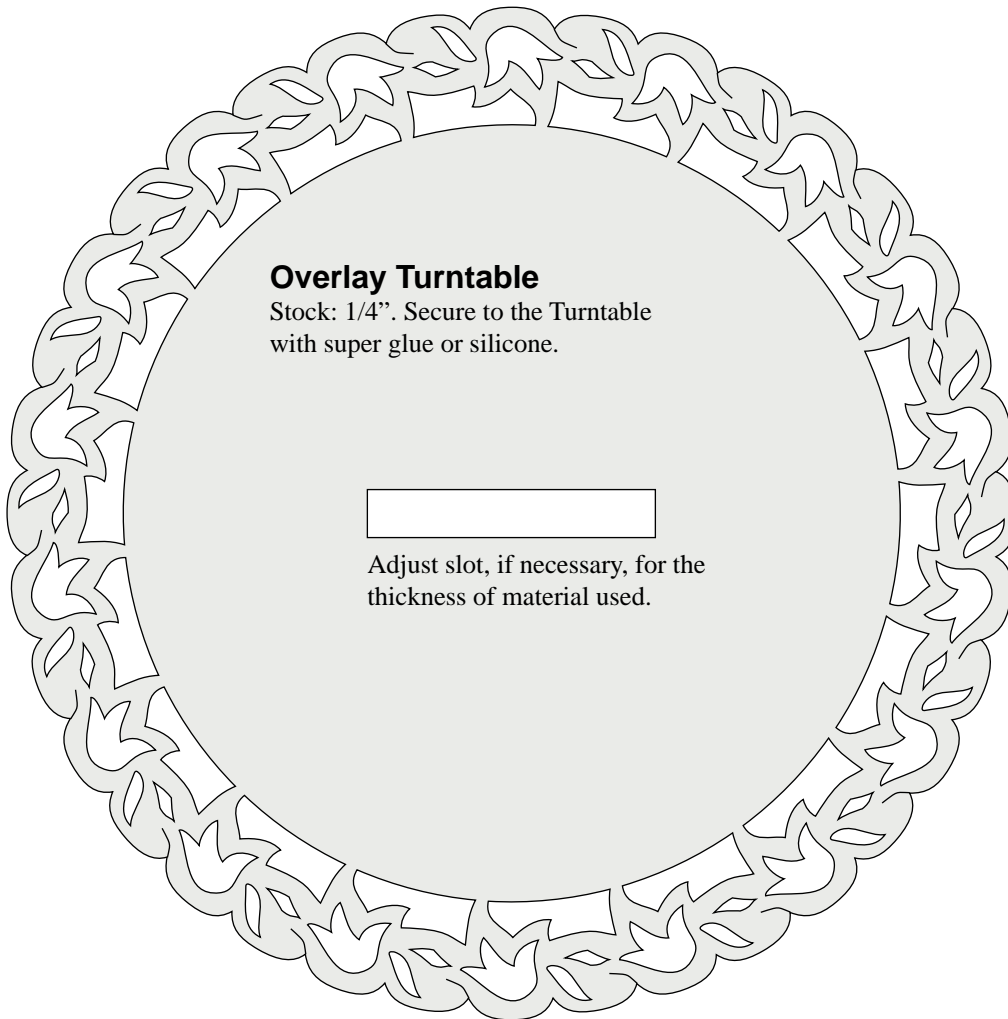 Overlay Turntable
Stock: 1/4”. Secure to the Turntable
with super glue or silicone.
Adjust slot, if necessary, for the
thickness of material used.